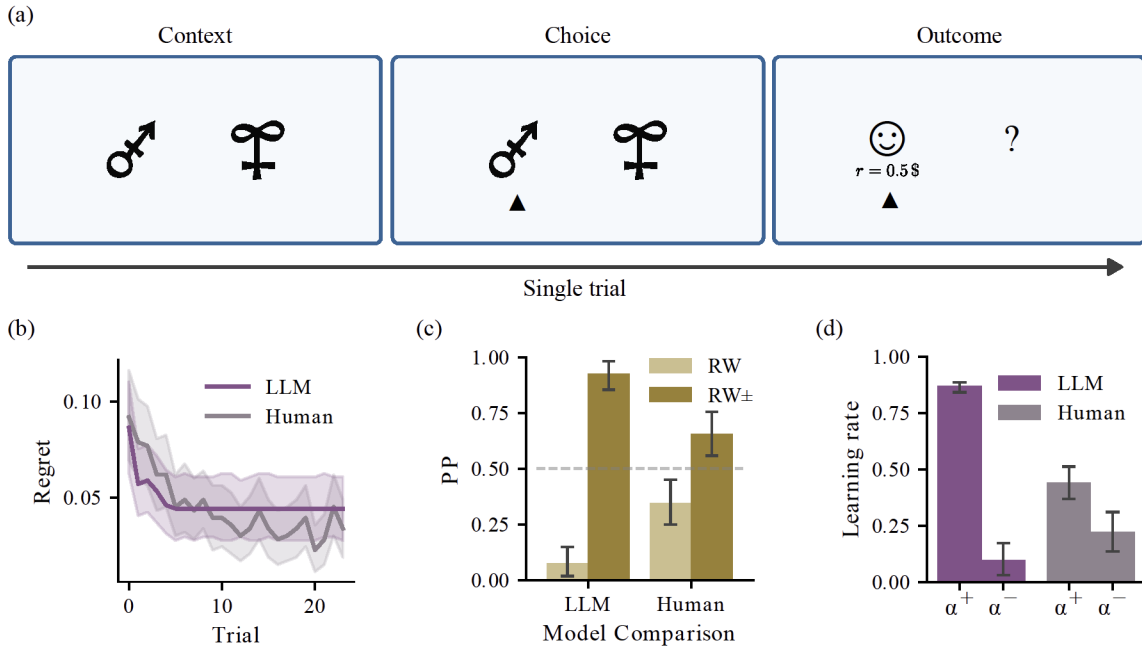 (a)
Context
Choice
Outcome
?
r = 0.5 $
Single trial
(b)
LLM
Human
0.10
0.05
Regret
0
10
20
Trial
(c)
1.00
0.75
0.50
0.25
0.00
PP
RW
RW±
LLM
Human
Model Comparison
(d)
1.00
0.75
0.50
0.25
0.00
Learning rate
LLM
Human
α⁺
α⁻
α⁺
α⁻